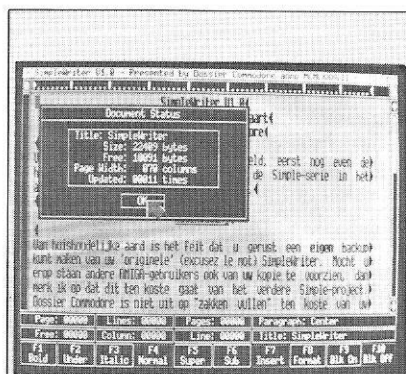 SimpleWriter V1.0 - Presented by Dossier Commodore anno
SimpleWriter V1.0
Document Status
Title: SimpleWriter
Size: 22409 bytes
Free: 10091 bytes
Page Width: 078 columns
Updated: 00011 times
OK
eerst nog even de
de Simple-serie in het
Van huishoudelijke aard is het feit dat u gerust een eigen backup
kunt maken van uw 'originele' (excusez le mot) SimpleWriter. Mocht u
erop staan andere AMIGA-gebruikers ook van uw kopie te voorzien, dan
merk ik op dat dit ten koste gaat van het verdere Simple-project.
Dossier Commodore is niet uit op "zakken vullen" ten koste van uw
Page: 00000 Lines: 00000 Pages: 00000 Paragraph: Center
Free: 00000 Column: 00000 Line: 00000 Title: SimpleWriter
F1 F2 F3 F4 F5 F6 F7 F8 F9 F10
Bold Under Italic Normal Super Sub Insert Format Blk On Blk Off